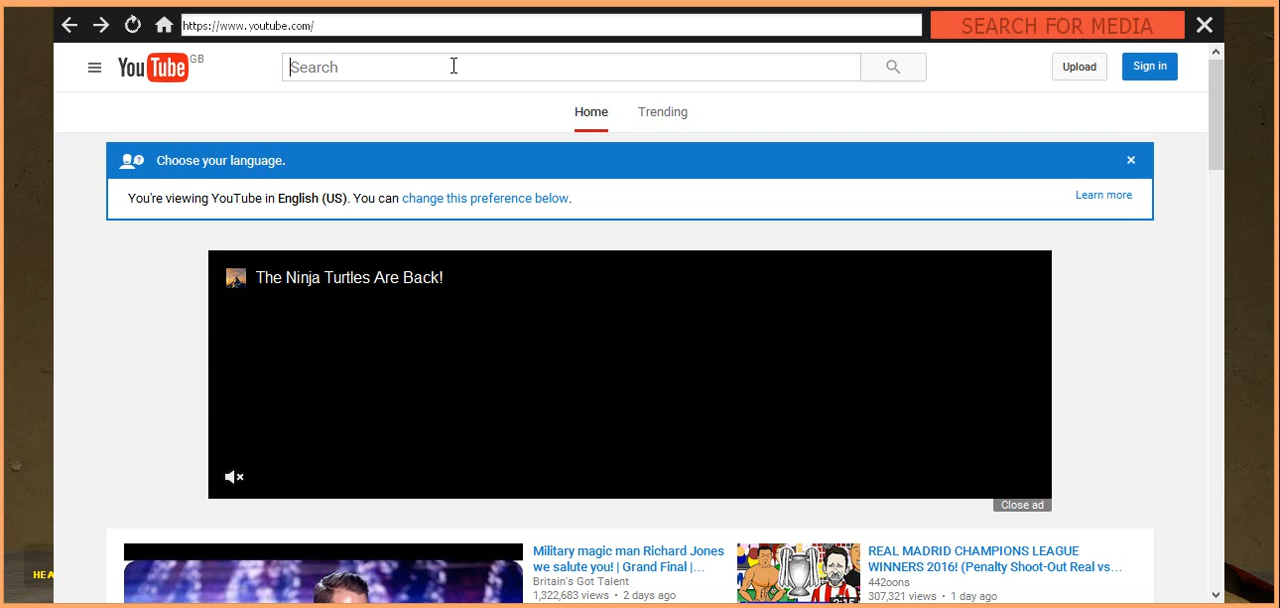 https://www.youtube.com/
SEARCH FOR MEDIA
YouTube GB
Search
Upload
Sign in
Home
Trending
Choose your language.
You're viewing YouTube in English (US). You can change this preference below.
Learn more
The Ninja Turtles Are Back!
Close ad
Military magic man Richard Jones
we salute you! | Grand Final |...
Britain's Got Talent
1,322,683 views • 2 days ago
REAL MADRID CHAMPIONS LEAGUE
WINNERS 2016! (Penalty Shoot-Out Real vs...
442oons
307,321 views • 1 day ago
HEA